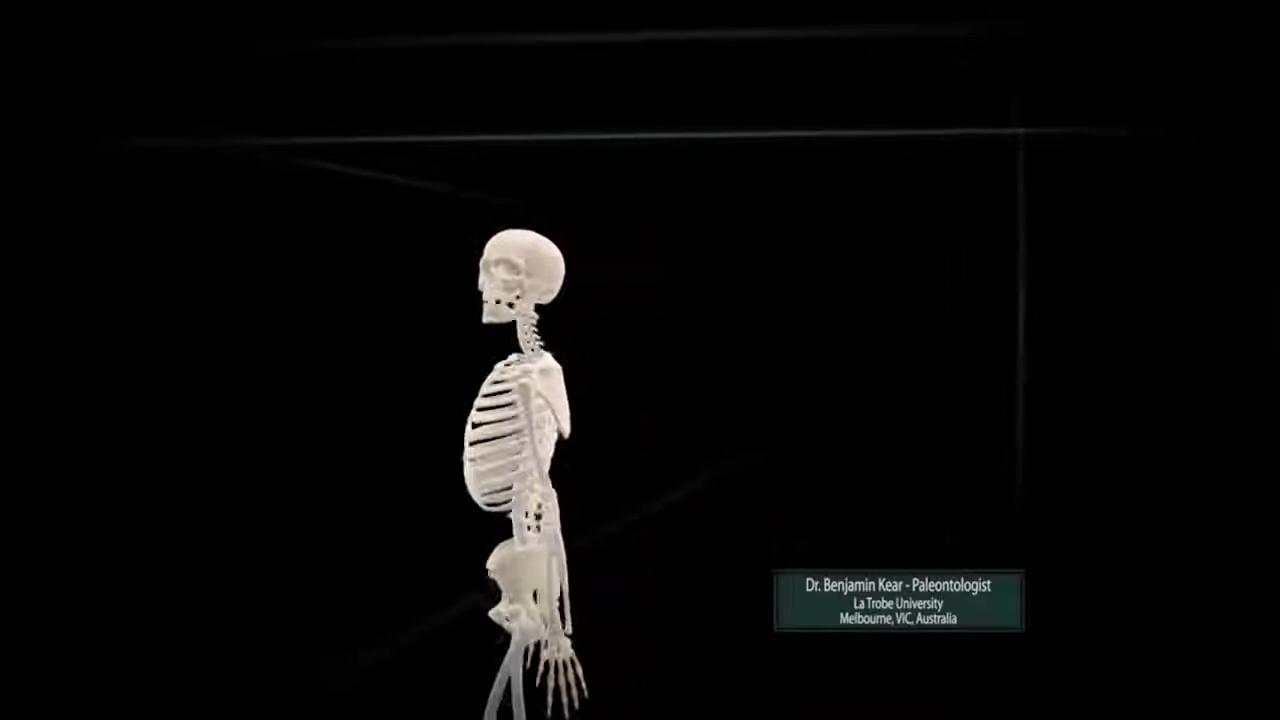 Dr. Benjamin Kear - Paleontologist
La Trobe University
Melbourne, VIC, Australia